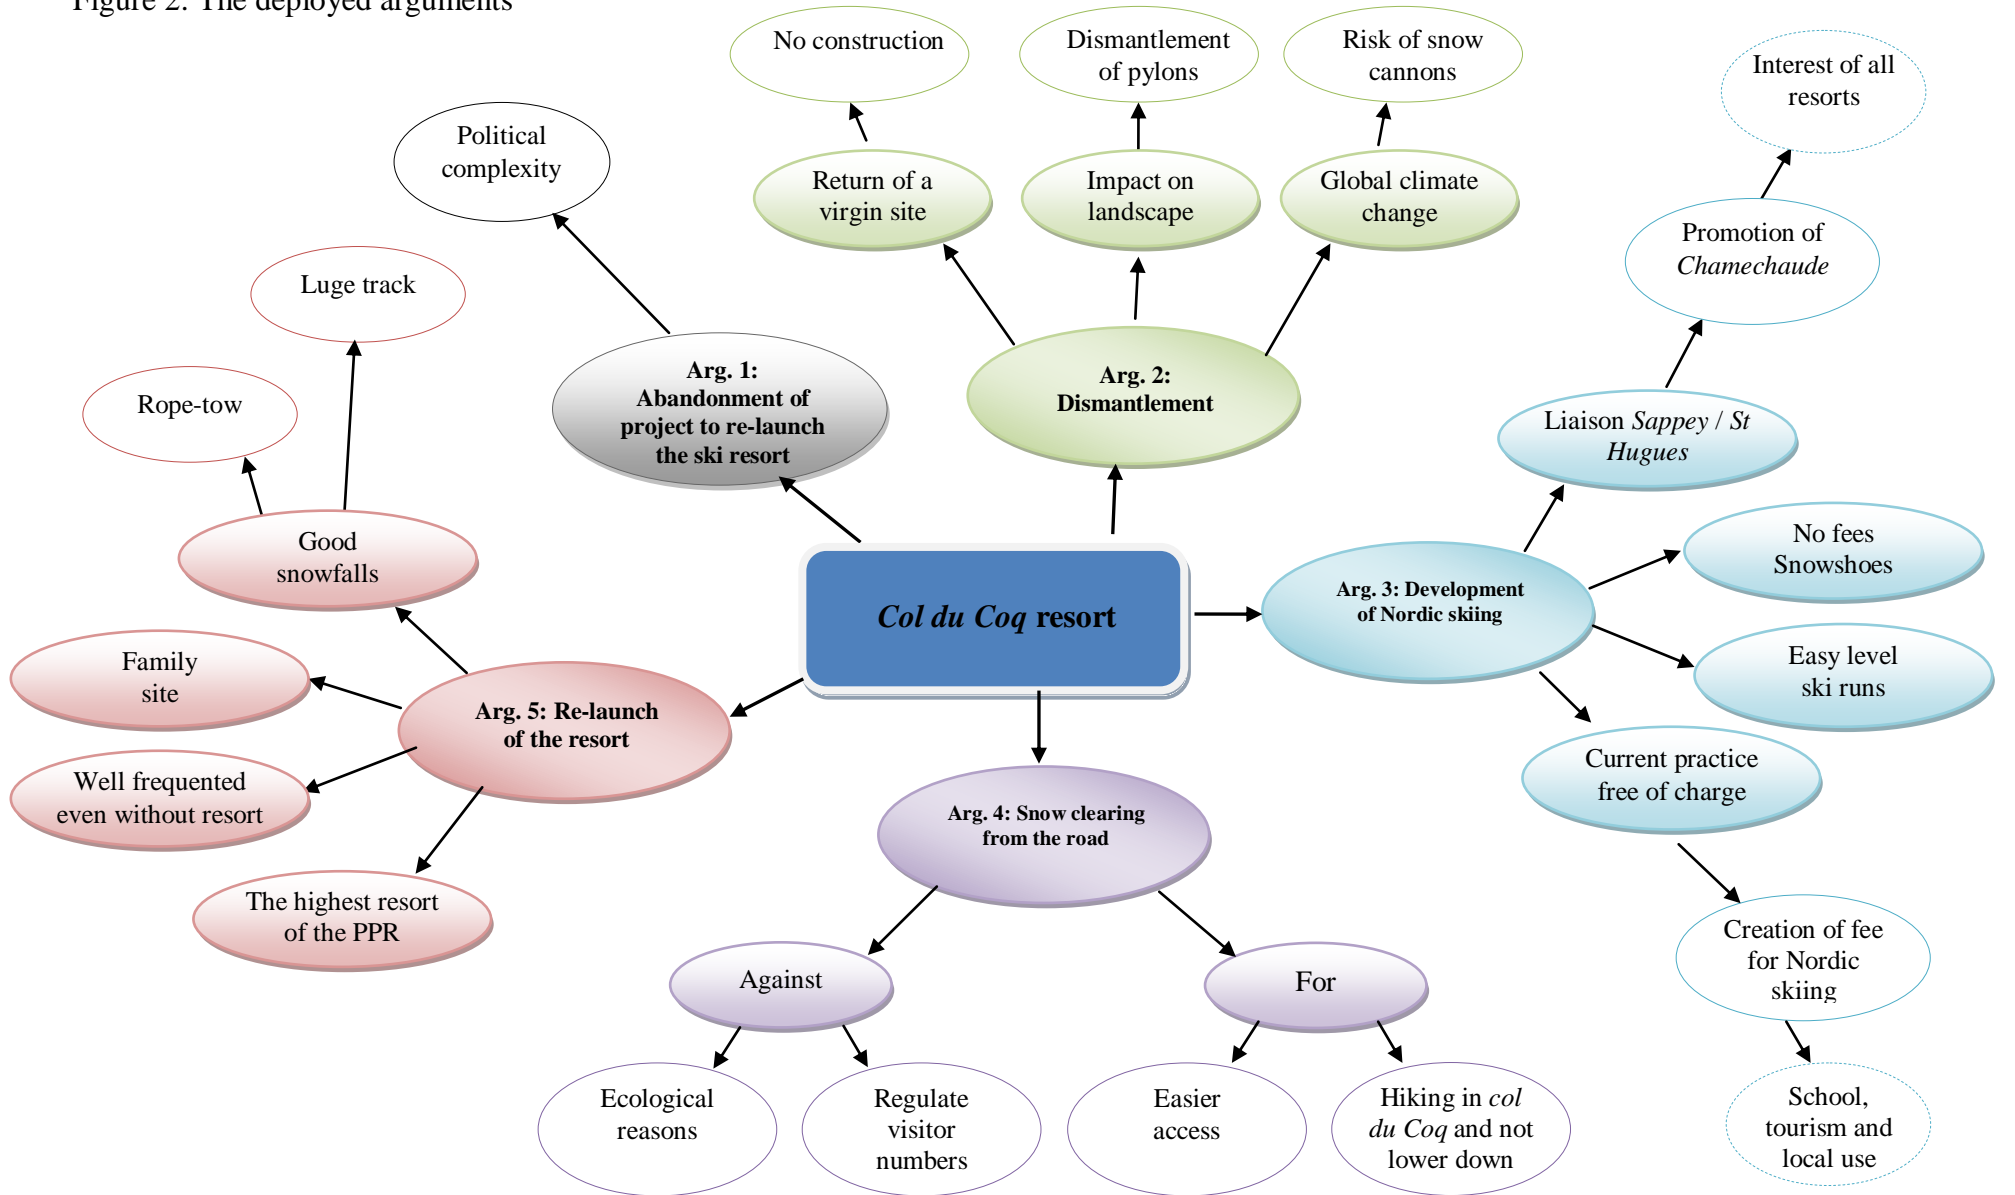 Figure 2: The deployed arguments
No construction
Dismantlement
of pylons
Risk of snow
cannons
Interest of all
resorts
Political
complexity
Return of a
virgin site
Impact on
landscape
Global climate
change
Promotion of
Chamechaude
Luge track
Rope-tow
Arg. 1:
Abandonment of
project to re-launch
the ski resort
Arg. 2:
Dismantlement
Liaison Sappey / St
Hugues
Good
snowfalls
No fees
Snowshoes
Col du Coq resort
Arg. 3: Development
of Nordic skiing
Family
site
Easy level
ski runs
Arg. 5: Re-launch
of the resort
Current practice
free of charge
Well frequented
even without resort
Arg. 4: Snow clearing
from the road
The highest resort
of the PPR
Creation of fee
for Nordic
skiing
Against
For
Ecological
reasons
Regulate
visitor
numbers
Easier
access
Hiking in col
du Coq and not
lower down
School,
tourism and
local use